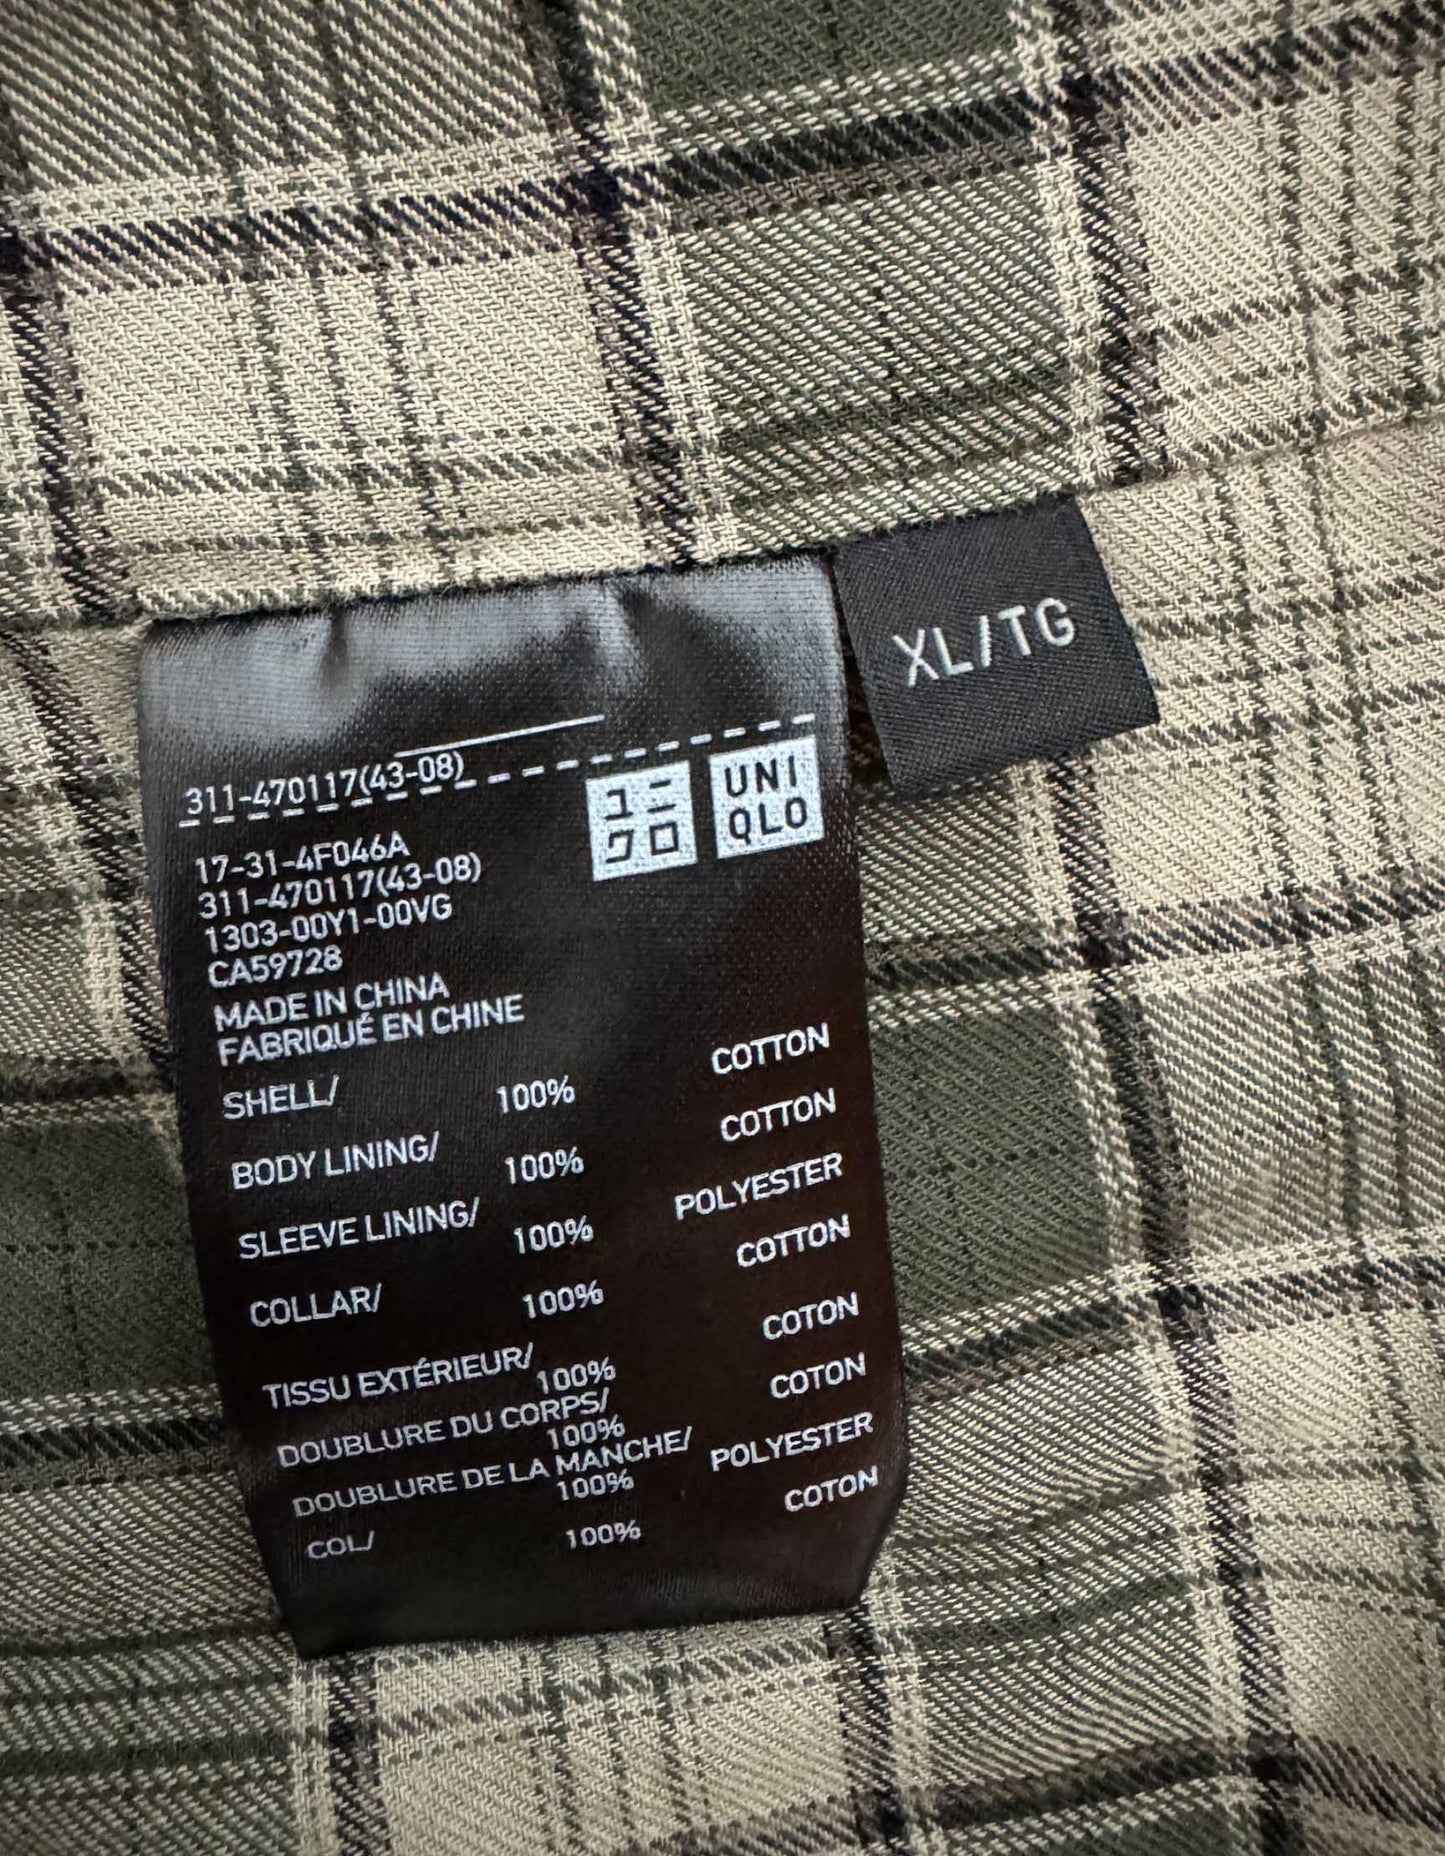 XL/TG
311-470117(43-08)
ユニ
クロ
UNI
QLO
17-31-4F046A
311-470117(43-08)
1303-00Y1-00VG
CA59728
MADE IN CHINA
FABRIQUÉ EN CHINE
SHELL/ 100% COTTON
BODY LINING/ 100% COTTON
SLEEVE LINING/ 100% POLYESTER
COLLAR/ 100% COTTON
TISSU EXTÉRIEUR/
100% COTON
DOUBLURE DU CORPS/
100% COTON
DOUBLURE DE LA MANCHE/
100% POLYESTER
COL/ 100% COTON